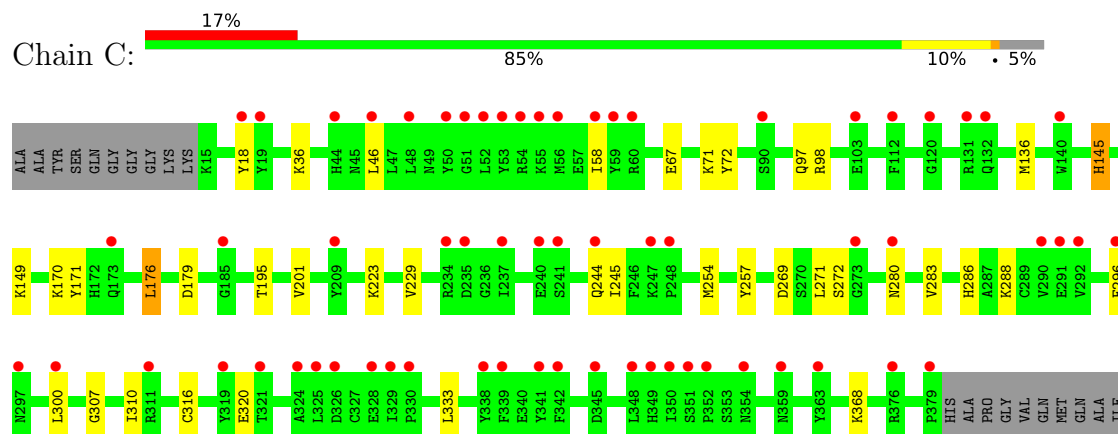 17%
Chain C:
85% 10% • 5%
ALA ALA TYR SER GLN GLY GLY GLY LYS LYS K15 Y18 Y19 K36 H44 N45 L46 L47 L48 N49 Y50 G51 L52 Y53 R54 K55 M56 E57 I58 Y59 R60 E67 K71 Y72 S90 Q97 R98 E103 F112 G120 R131 Q132 M136 W140 H145
K149 K170 Y171 H172 Q173 L176 D179 G185 T195 V201 Y209 K223 V229 R234 D235 G236 I237 E240 S241 Q244 I245 F246 K247 P248 M254 Y257 D269 S270 L271 S272 G273 N280 V283 H286 A287 K288 C289 V290 E291 V292
N297 L300 G307 I310 R311 C316 Y319 E320 T321 A324 L325 D326 C327 E328 I329 P330 L333 Y338 F339 E340 Y341 F342 D345 L348 H349 I350 S351 P352 S353 N354 N359 Y363 K368 R376 P379 HIS ALA PRO GLY VAL GLN MET GLN ALA